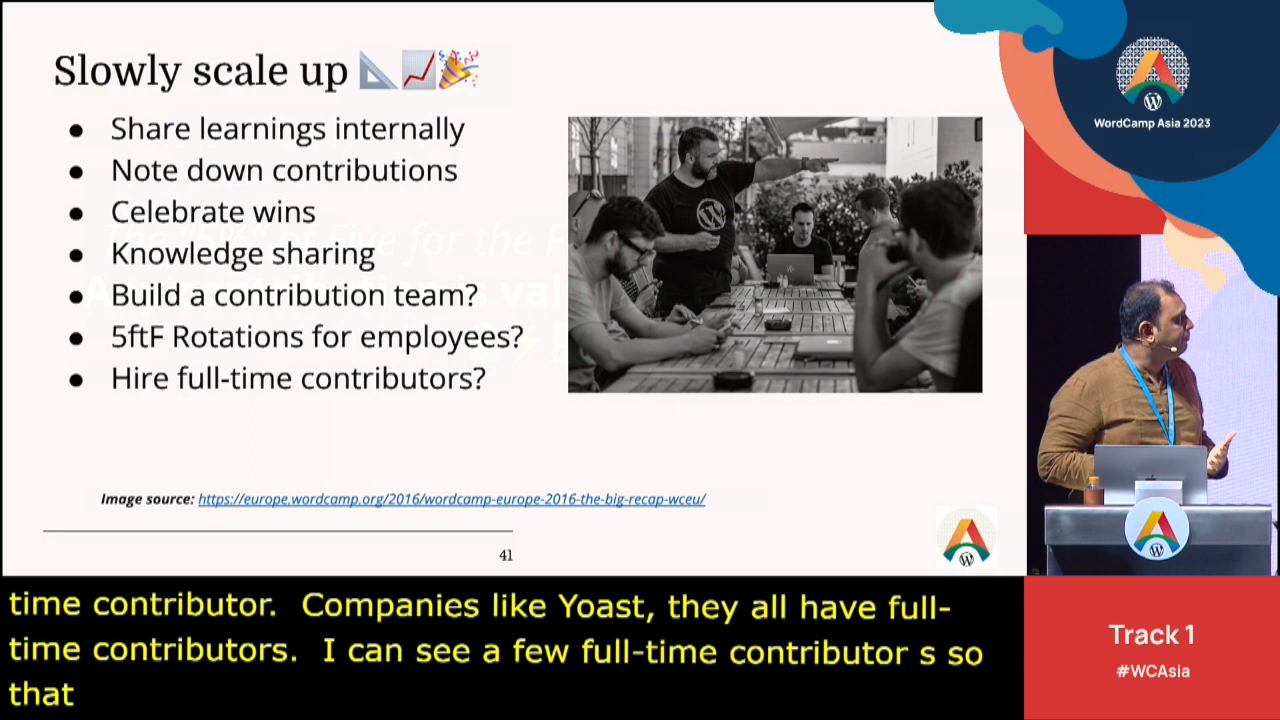 Slowly scale up
Share learnings internally
Note down contributions
Celebrate wins
Knowledge sharing
Build a contribution team?
5ftF Rotations for employees?
Hire full-time contributors?
Image source: https://europe.wordcamp.org/2016/wordcamp-europe-2016-the-big-recap-wceu/
41
WordCamp Asia 2023
time contributor. Companies like Yoast, they all have full-
time contributors. I can see a few full-time contributor s so
that
Track 1
#WCAsia